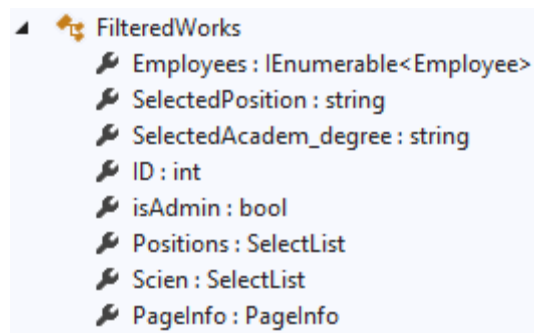 FilteredWorks
Employees : IEnumerable<Employee>
SelectedPosition : string
SelectedAcadem_degree : string
ID : int
isAdmin : bool
Positions : SelectList
Scien : SelectList
PageInfo : PageInfo